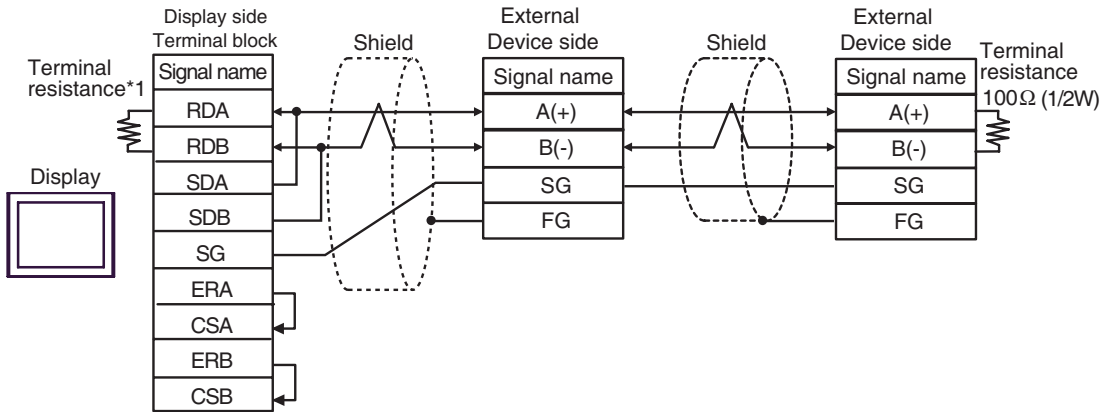 Display side
Terminal block
Signal name
RDA
RDB
SDA
SDB
SG
ERA
CSA
ERB
CSB
Terminal
resistance*1
Display
Shield
External
Device side
Signal name
A(+)
B(-)
SG
FG
Shield
External
Device side
Signal name
A(+)
B(-)
SG
FG
Terminal
resistance
100Ω (1/2W)